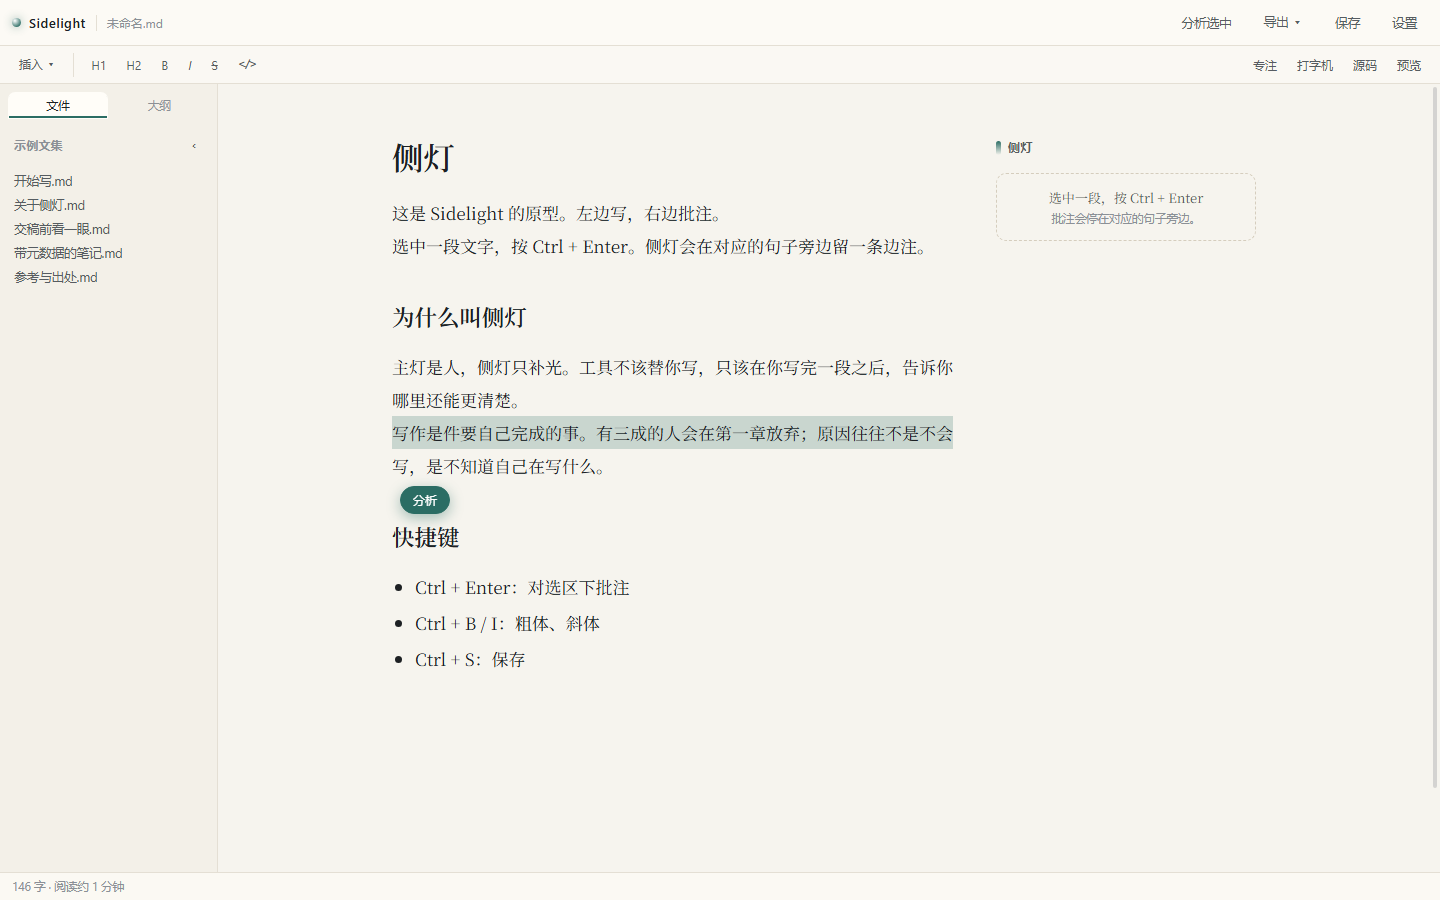 Sidelight 未命名.md 分析选中 导出 保存 设置
插入 H1 H2 B I S </> 专注 打字机 源码 预览
文件 大纲
示例文集 ‹
开始写.md
关于侧灯.md
交稿前看一眼.md
带元数据的笔记.md
参考与出处.md
侧灯
这是 Sidelight 的原型。左边写，右边批注。
选中一段文字，按 Ctrl + Enter。侧灯会在对应的句子旁边留一条边注。
为什么叫侧灯
主灯是人，侧灯只补光。工具不该替你写，只该在你写完一段之后，告诉你
哪里还能更清楚。
写作是件要自己完成的事。有三成的人会在第一章放弃；原因往往不是不会
写，是不知道自己在写什么。
分析
快捷键
• Ctrl + Enter：对选区下批注
• Ctrl + B / I：粗体、斜体
• Ctrl + S：保存
侧灯
选中一段，按 Ctrl + Enter
批注会停在对应的句子旁边。
146 字 · 阅读约 1 分钟